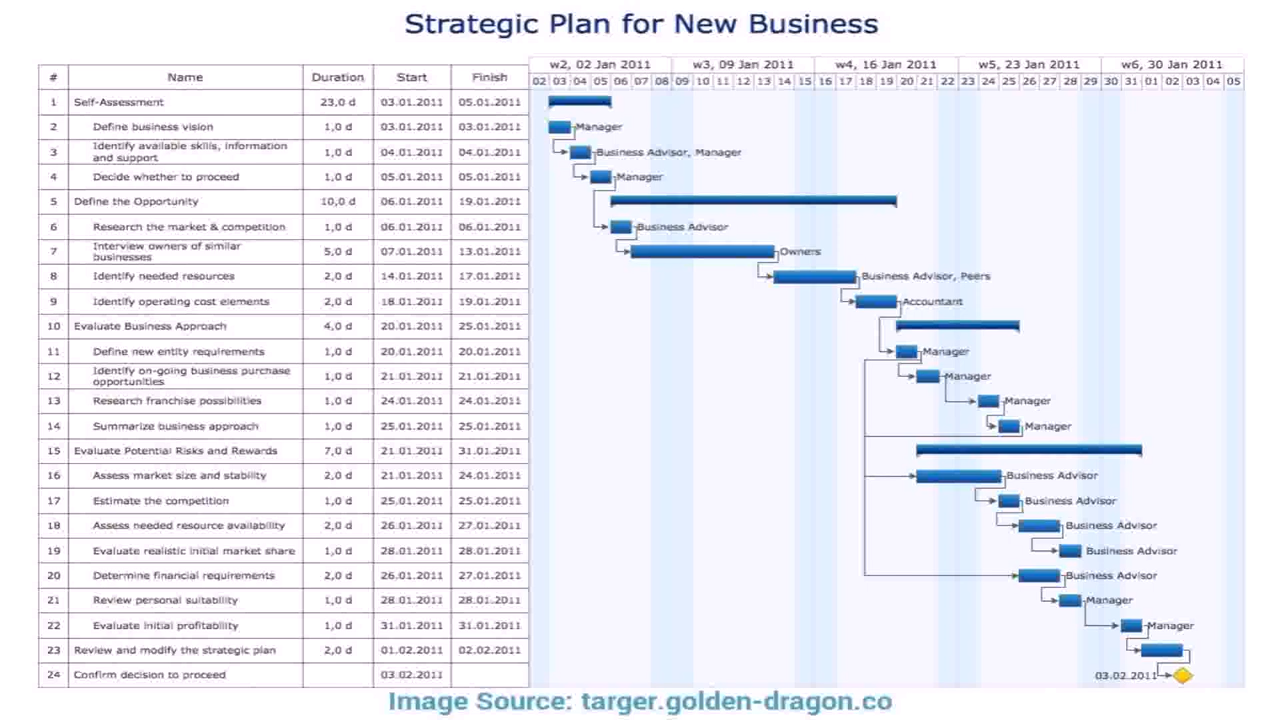 Strategic Plan for New Business
w2, 02 Jan 2011 w3, 09 Jan 2011 w4, 16 Jan 2011 w5, 23 Jan 2011 w6, 30 Jan 2011
# Name Duration Start Finish 02 03 04 05 06 07 08 09 10 11 12 13 14 15 16 17 18 19 20 21 22 23 24 25 26 27 28 29 30 31 01 02 03 04 05
1 Self-Assessment 23,0 d 03.01.2011 05.01.2011
2 Define business vision 1,0 d 03.01.2011 03.01.2011 Manager
3 Identify available skills, information and support 1,0 d 04.01.2011 04.01.2011 Business Advisor, Manager
4 Decide whether to proceed 1,0 d 05.01.2011 05.01.2011 Manager
5 Define the Opportunity 10,0 d 06.01.2011 19.01.2011
6 Research the market & competition 1,0 d 06.01.2011 06.01.2011 Business Advisor
7 Interview owners of similar businesses 5,0 d 07.01.2011 13.01.2011 Owners
8 Identify needed resources 2,0 d 14.01.2011 17.01.2011 Business Advisor, Peers
9 Identify operating cost elements 2,0 d 18.01.2011 19.01.2011 Accountant
10 Evaluate Business Approach 4,0 d 20.01.2011 25.01.2011
11 Define new entity requirements 1,0 d 20.01.2011 20.01.2011 Manager
12 Identify on-going business purchase opportunities 1,0 d 21.01.2011 21.01.2011 Manager
13 Research franchise possibilities 1,0 d 24.01.2011 24.01.2011 Manager
14 Summarize business approach 1,0 d 25.01.2011 25.01.2011 Manager
15 Evaluate Potential Risks and Rewards 7,0 d 21.01.2011 31.01.2011
16 Assess market size and stability 2,0 d 21.01.2011 24.01.2011 Business Advisor
17 Estimate the competition 1,0 d 25.01.2011 25.01.2011 Business Advisor
18 Assess needed resource availability 2,0 d 26.01.2011 27.01.2011 Business Advisor
19 Evaluate realistic initial market share 1,0 d 28.01.2011 28.01.2011 Business Advisor
20 Determine financial requirements 2,0 d 26.01.2011 27.01.2011 Business Advisor
21 Review personal suitability 1,0 d 28.01.2011 28.01.2011 Manager
22 Evaluate initial profitability 1,0 d 31.01.2011 31.01.2011 Manager
23 Review and modify the strategic plan 2,0 d 01.02.2011 02.02.2011
24 Confirm decision to proceed 03.02.2011 03.02.2011
Image Source: targer.golden-dragon.co